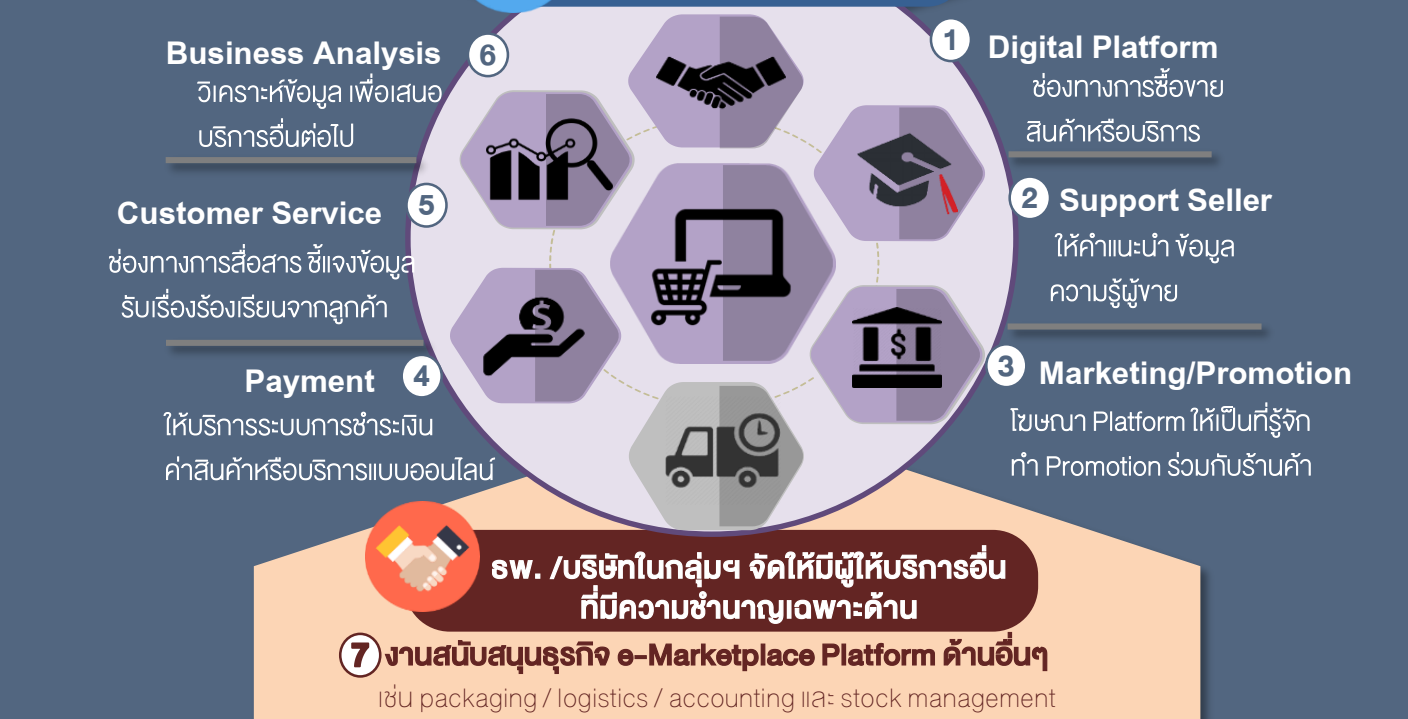 1
Digital Platform
ช่องทางการซื้อขาย
สินค้าหรือบริการ
2
Support Seller
ให้คำแนะนำ ข้อมูล
ความรู้ผู้ขาย
3
Marketing/Promotion
โฆษณา Platform ให้เป็นที่รู้จัก
ทำ Promotion ร่วมกับร้านค้า
4
Payment
ให้บริการระบบการชำระเงิน
ค่าสินค้าหรือบริการแบบออนไลน์
5
Customer Service
ช่องทางการสื่อสาร ชี้แจงข้อมูล
รับเรื่องร้องเรียนจากลูกค้า
6
Business Analysis
วิเคราะห์ข้อมูล เพื่อเสนอ
บริการอื่นต่อไป
$
$
ธพ. /บริษัทในกลุ่มฯ จัดให้มีผู้ให้บริการอื่น
ที่มีความชำนาญเฉพาะด้าน
7 งานสนับสนุนธุรกิจ e-Marketplace Platform ด้านอื่นๆ
เช่น packaging / logistics / accounting และ stock management